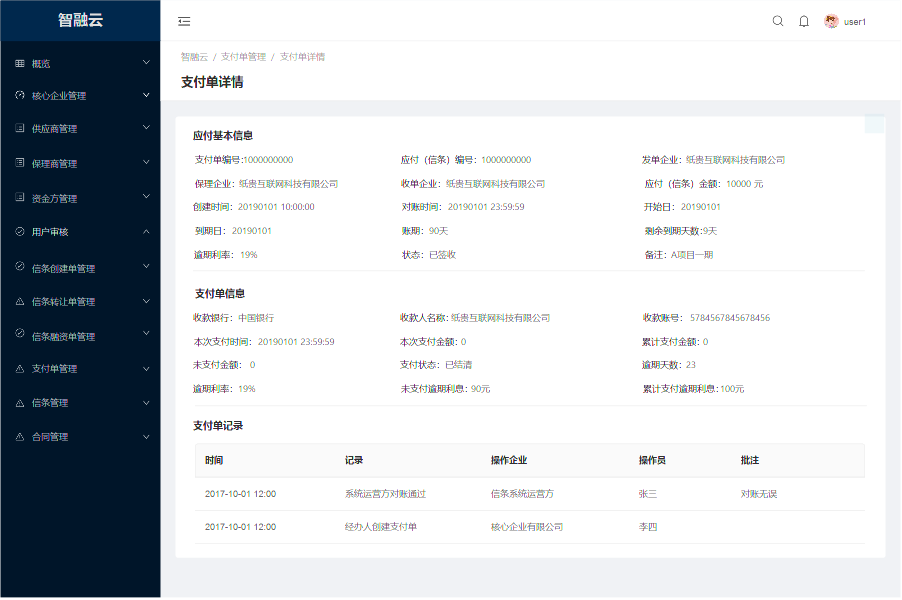 智融云
user1
概览
核心企业管理
供应商管理
保理商管理
资金方管理
用户审核
信条创建单管理
信条转让单管理
信条融资单管理
支付单管理
信条管理
合同管理
智融云 / 支付单管理 / 支付单详情
支付单详情
应付基本信息
支付单编号:1000000000 应付（信条）编号：1000000000 发单企业：纸贵互联网科技有限公司
保理企业：纸贵互联网科技有限公司 收单企业：纸贵互联网科技有限公司 应付（信条）金额：10000 元
创建时间：20190101 10:00:00 对账时间：20190101 23:59:59 开始日：20190101
到期日：20190101 账期：90天 剩余到期天数:9天
逾期利率：19% 状态：已签收 备注：A项目一期
支付单信息
收款银行：中国银行 收款人名称：纸贵互联网科技有限公司 收款账号：5784567845678456
本次支付时间：20190101 23:59:59 本次支付金额：0 累计支付金额：0
未支付金额：0 支付状态：已结清 逾期天数：23
逾期利率：19% 未支付逾期利息：90元 累计支付逾期利息：100元
支付单记录
时间 记录 操作企业 操作员 批注
2017-10-01 12:00 系统运营方对账通过 信条系统运营方 张三 对账无误
2017-10-01 12:00 经办人创建支付单 核心企业有限公司 李四